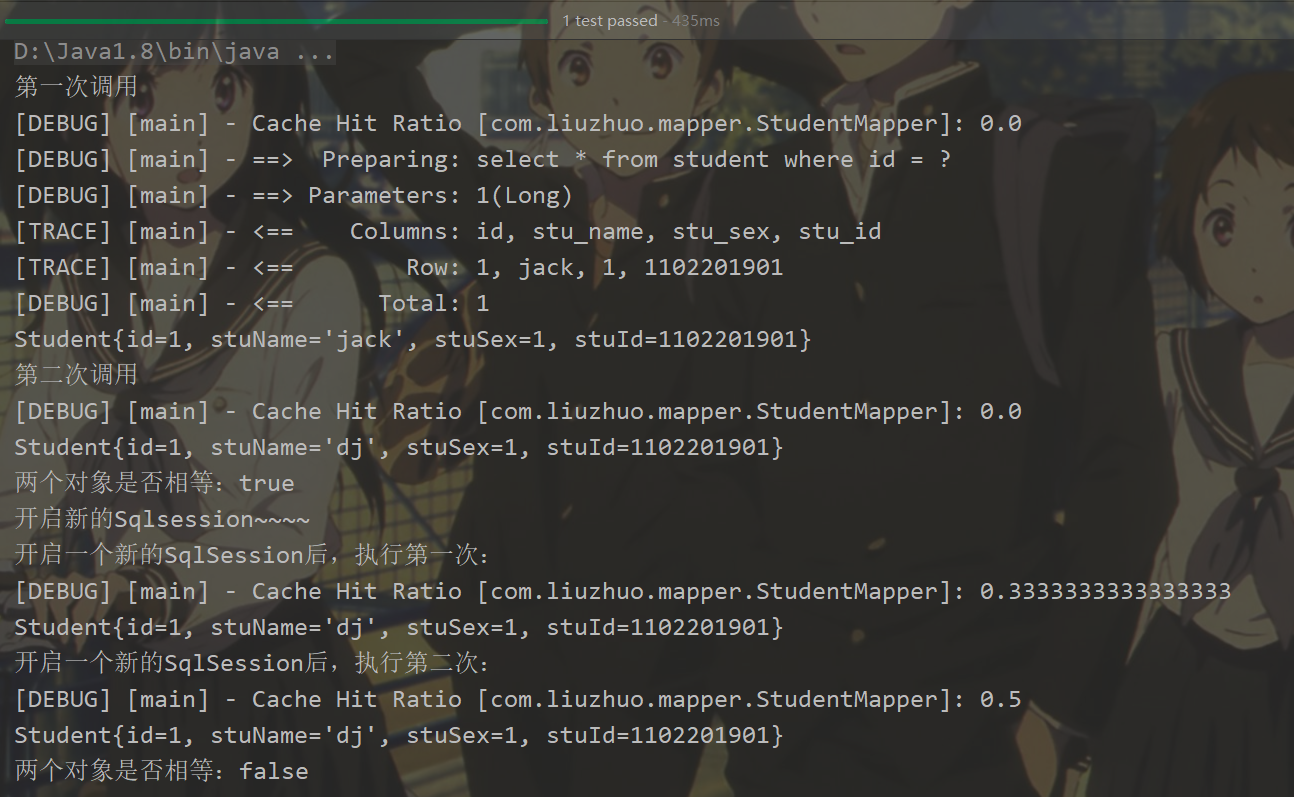 1 test passed - 435ms
D:\Java1.8\bin\java ...
第一次调用
[DEBUG] [main] - Cache Hit Ratio [com.liuzhuo.mapper.StudentMapper]: 0.0
[DEBUG] [main] - ==>  Preparing: select * from student where id = ?
[DEBUG] [main] - ==> Parameters: 1(Long)
[TRACE] [main] - <==    Columns: id, stu_name, stu_sex, stu_id
[TRACE] [main] - <==        Row: 1, jack, 1, 1102201901
[DEBUG] [main] - <==      Total: 1
Student{id=1, stuName='jack', stuSex=1, stuId=1102201901}
第二次调用
[DEBUG] [main] - Cache Hit Ratio [com.liuzhuo.mapper.StudentMapper]: 0.0
Student{id=1, stuName='dj', stuSex=1, stuId=1102201901}
两个对象是否相等：true
开启新的Sqlsession~~~~
开启一个新的SqlSession后，执行第一次：
[DEBUG] [main] - Cache Hit Ratio [com.liuzhuo.mapper.StudentMapper]: 0.3333333333333333
Student{id=1, stuName='dj', stuSex=1, stuId=1102201901}
开启一个新的SqlSession后，执行第二次：
[DEBUG] [main] - Cache Hit Ratio [com.liuzhuo.mapper.StudentMapper]: 0.5
Student{id=1, stuName='dj', stuSex=1, stuId=1102201901}
两个对象是否相等：false